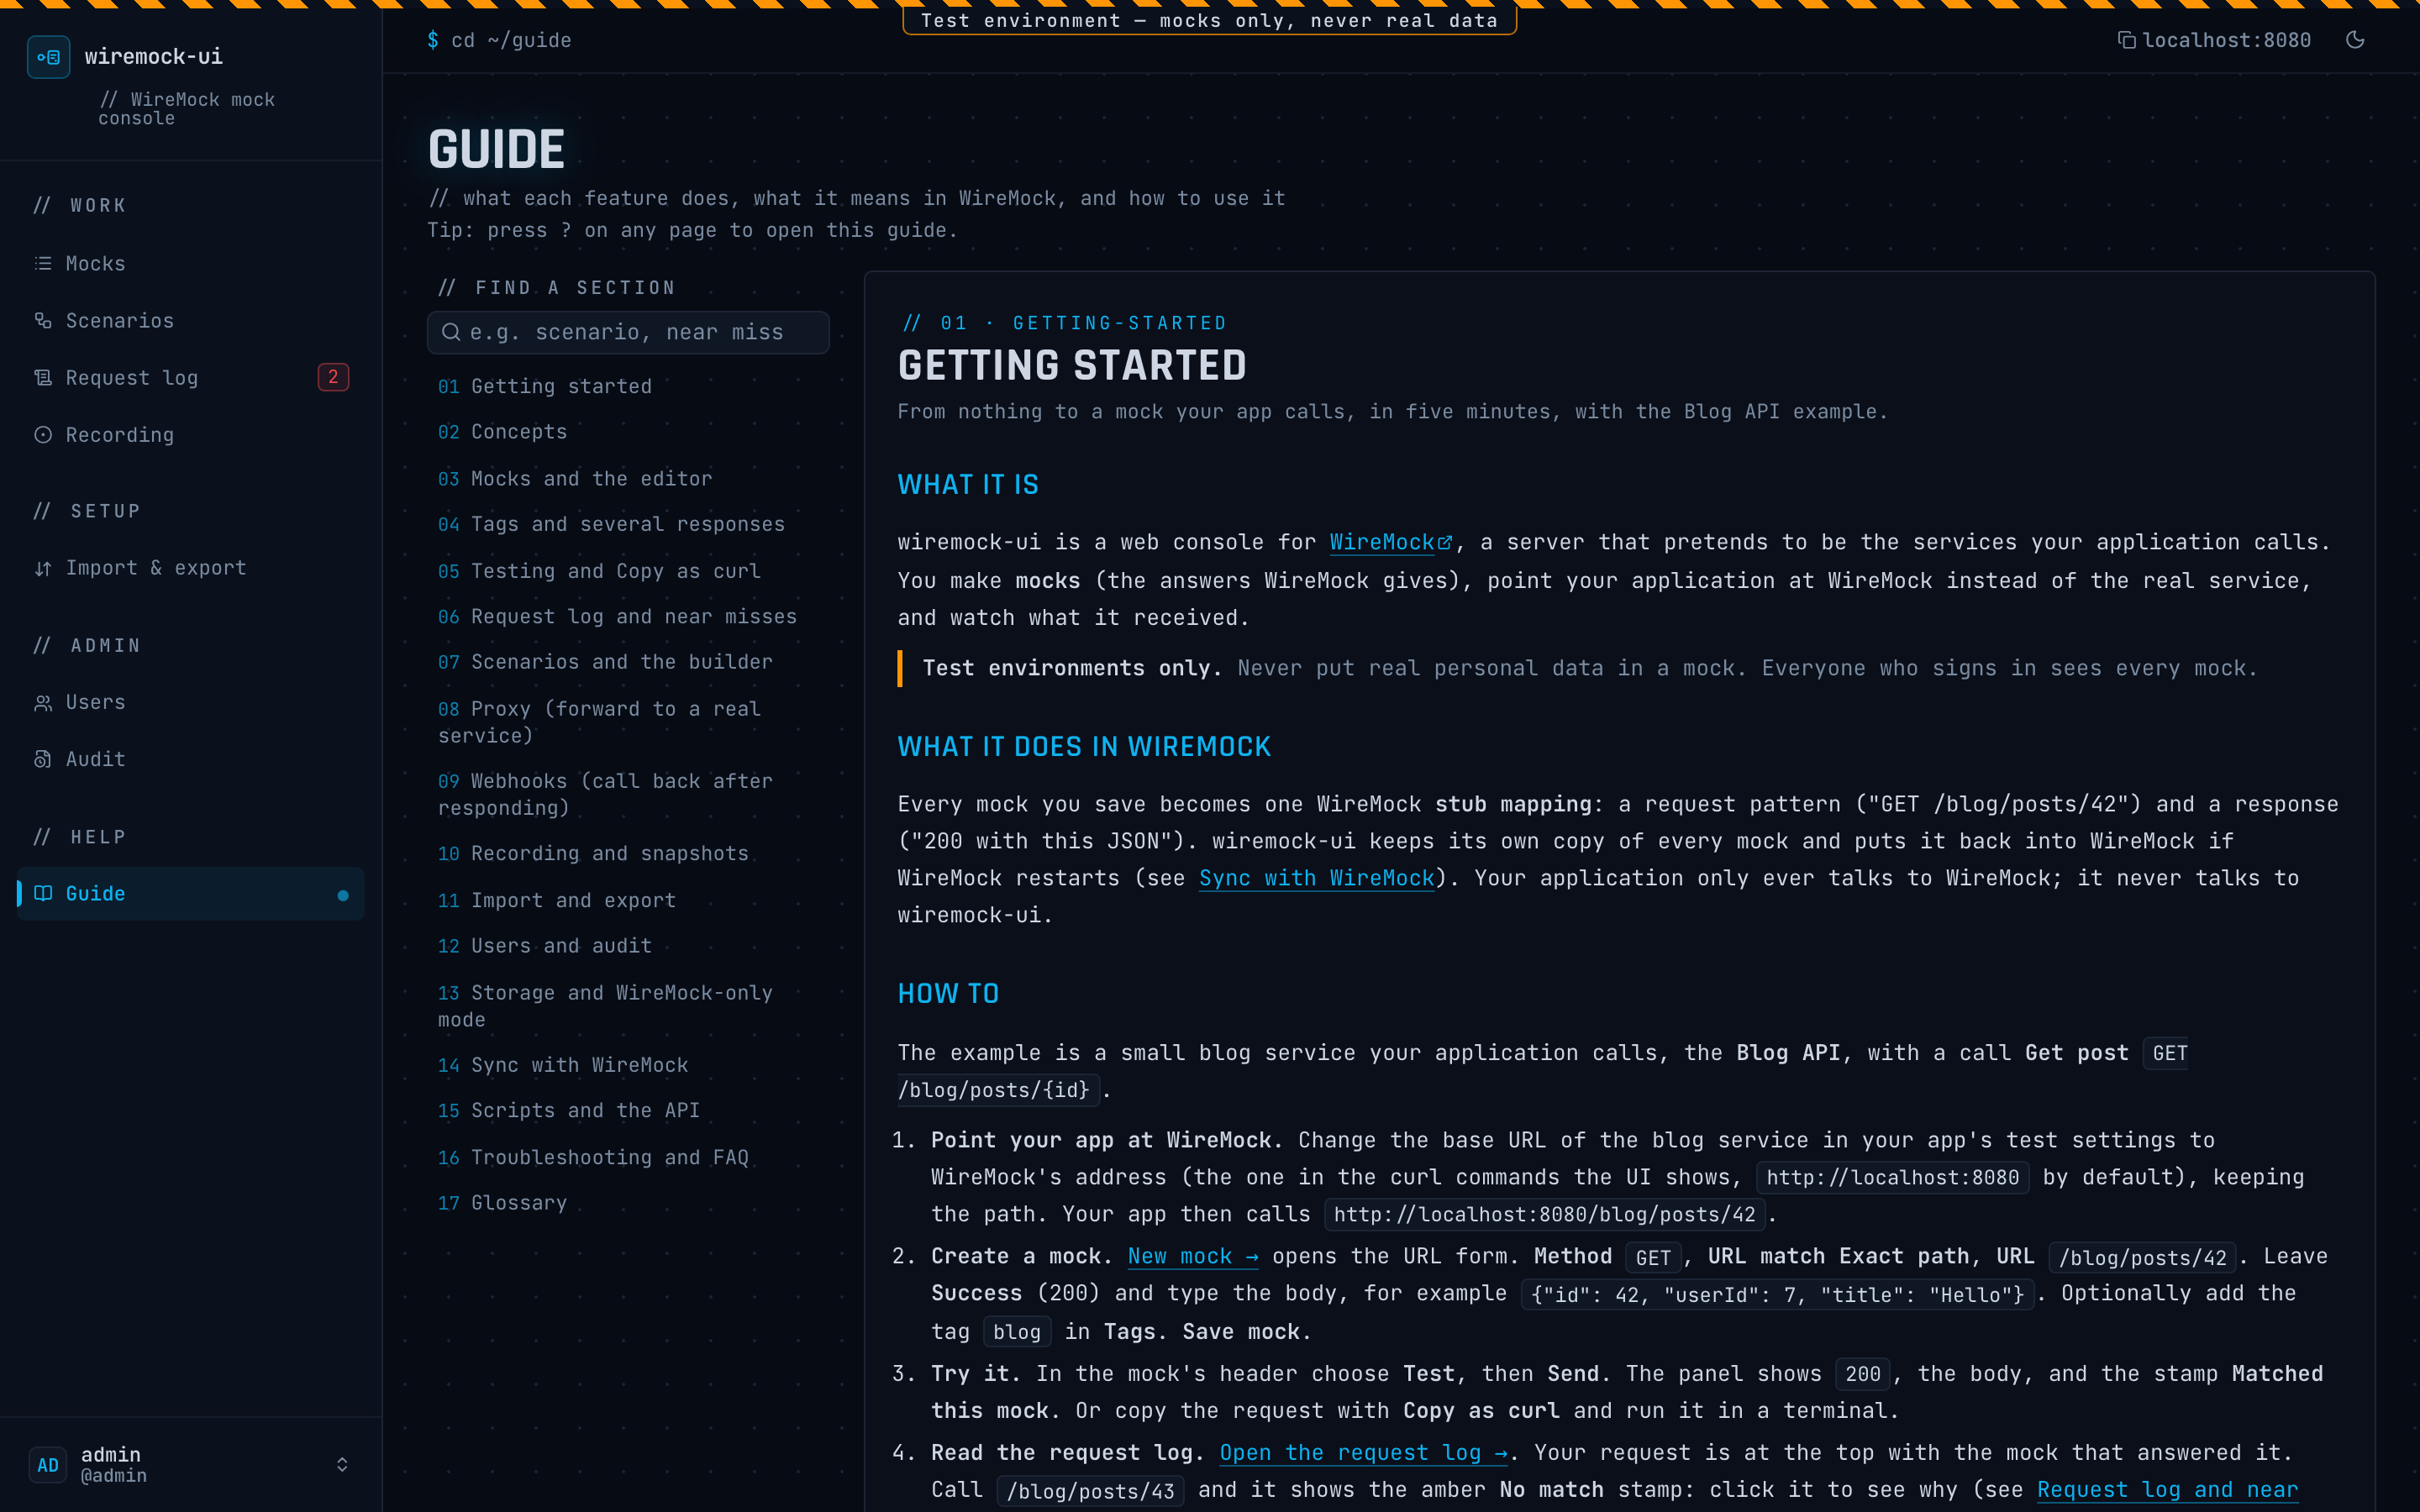 Test environment — mocks only, never real data
wiremock-ui
// WireMock mock
console
$ cd ~/guide
localhost:8080
// WORK
Mocks
Scenarios
Request log 2
Recording
// SETUP
Import & export
// ADMIN
Users
Audit
// HELP
Guide
AD
admin
@admin
GUIDE
// what each feature does, what it means in WireMock, and how to use it
Tip: press ? on any page to open this guide.
// FIND A SECTION
e.g. scenario, near miss
01 Getting started
02 Concepts
03 Mocks and the editor
04 Tags and several responses
05 Testing and Copy as curl
06 Request log and near misses
07 Scenarios and the builder
08 Proxy (forward to a real
service)
09 Webhooks (call back after
responding)
10 Recording and snapshots
11 Import and export
12 Users and audit
13 Storage and WireMock-only
mode
14 Sync with WireMock
15 Scripts and the API
16 Troubleshooting and FAQ
17 Glossary
// 01 · GETTING-STARTED
GETTING STARTED
From nothing to a mock your app calls, in five minutes, with the Blog API example.
WHAT IT IS
wiremock-ui is a web console for WireMock, a server that pretends to be the services your application calls.
You make mocks (the answers WireMock gives), point your application at WireMock instead of the real service,
and watch what it received.
Test environments only. Never put real personal data in a mock. Everyone who signs in sees every mock.
WHAT IT DOES IN WIREMOCK
Every mock you save becomes one WireMock stub mapping: a request pattern ("GET /blog/posts/42") and a response
("200 with this JSON"). wiremock-ui keeps its own copy of every mock and puts it back into WireMock if
WireMock restarts (see Sync with WireMock). Your application only ever talks to WireMock; it never talks to
wiremock-ui.
HOW TO
The example is a small blog service your application calls, the Blog API, with a call Get post GET
/blog/posts/{id}.
1. Point your app at WireMock. Change the base URL of the blog service in your app's test settings to
WireMock's address (the one in the curl commands the UI shows, http://localhost:8080 by default), keeping
the path. Your app then calls http://localhost:8080/blog/posts/42.
2. Create a mock. New mock → opens the URL form. Method GET, URL match Exact path, URL /blog/posts/42. Leave
Success (200) and type the body, for example {"id": 42, "userId": 7, "title": "Hello"}. Optionally add the
tag blog in Tags. Save mock.
3. Try it. In the mock's header choose Test, then Send. The panel shows 200, the body, and the stamp Matched
this mock. Or copy the request with Copy as curl and run it in a terminal.
4. Read the request log. Open the request log →. Your request is at the top with the mock that answered it.
Call /blog/posts/43 and it shows the amber No match stamp: click it to see why (see Request log and near